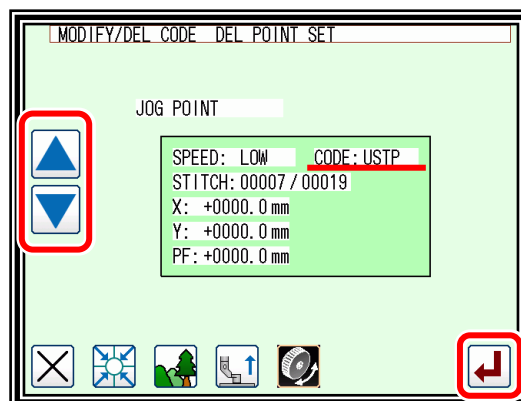 MODIFY/DEL CODE DEL POINT SET
JOG POINT
SPEED: LOW CODE: USTP
STITCH: 00007 / 00019
X: +0000.0 mm
Y: +0000.0 mm
PF: +0000.0 mm